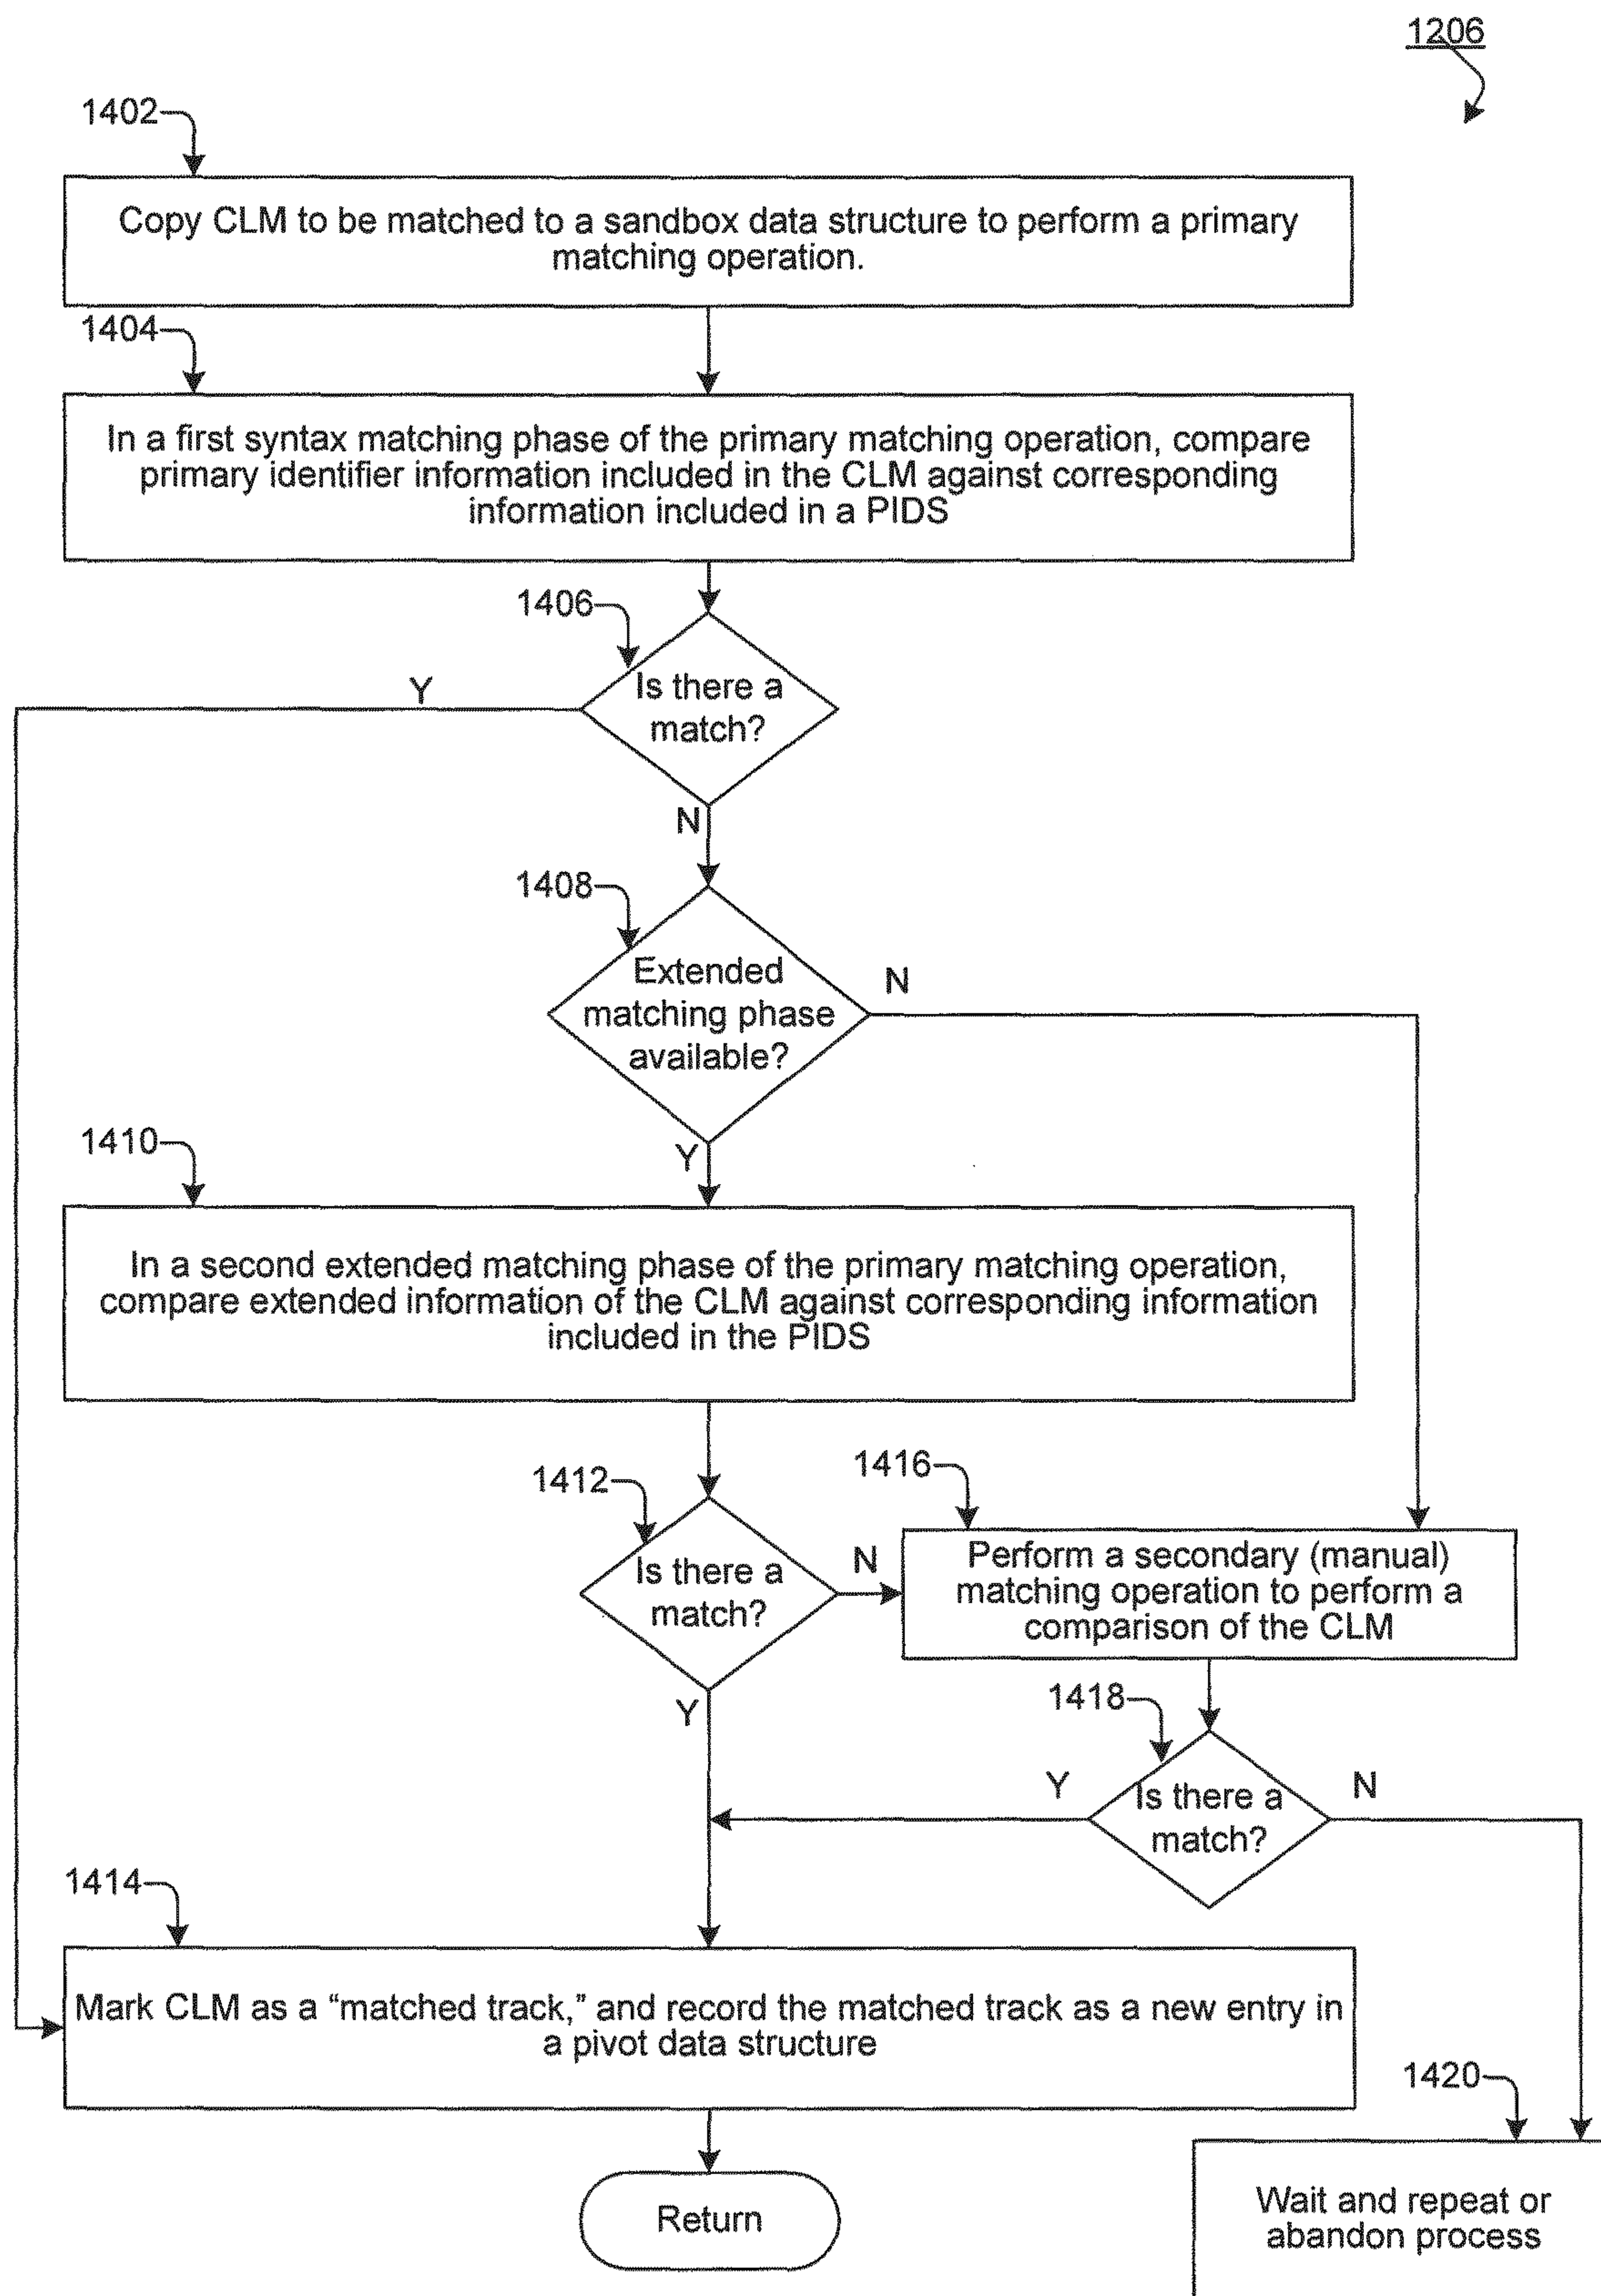 1206
1402
Copy CLM to be matched to a sandbox data structure to perform a primary
matching operation.
1404
In a first syntax matching phase of the primary matching operation, compare
primary identifier information included in the CLM against corresponding
information included in a PIDS
1406
Is there a
match?
Y
N
1408
Extended
matching phase
available?
N
Y
1410
In a second extended matching phase of the primary matching operation,
compare extended information of the CLM against corresponding information
included in the PIDS
1412
Is there a
match?
N
Y
1416
Perform a secondary (manual)
matching operation to perform a
comparison of the CLM
1418
Is there a
match?
Y
N
1414
Mark CLM as a “matched track,” and record the matched track as a new entry in
a pivot data structure
Return
1420
Wait and repeat or
abandon process